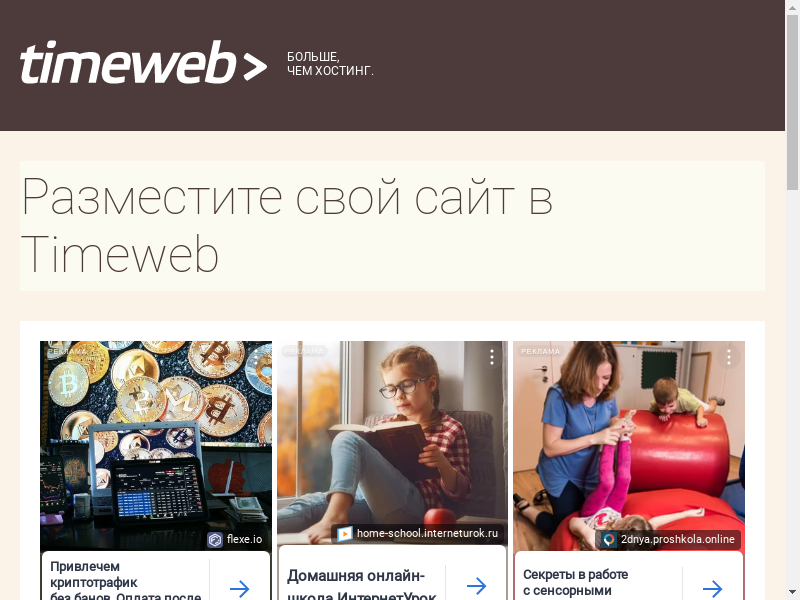 timeweb>
БОЛЬШЕ,
ЧЕМ ХОСТИНГ.
Разместите свой сайт в
Timeweb
РЕКЛАМА
flexe.io
Привлечем
криптотрафик
без банов. Оплата после
РЕКЛАМА
home-school.interneturok.ru
Домашняя онлайн-
школа ИнтернетУрок
РЕКЛАМА
2dnya.proshkola.online
Секреты в работе
с сенсорными